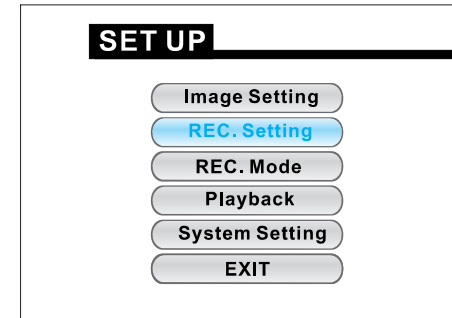 SET UP
Image Setting
REC. Setting
REC. Mode
Playback
System Setting
EXIT